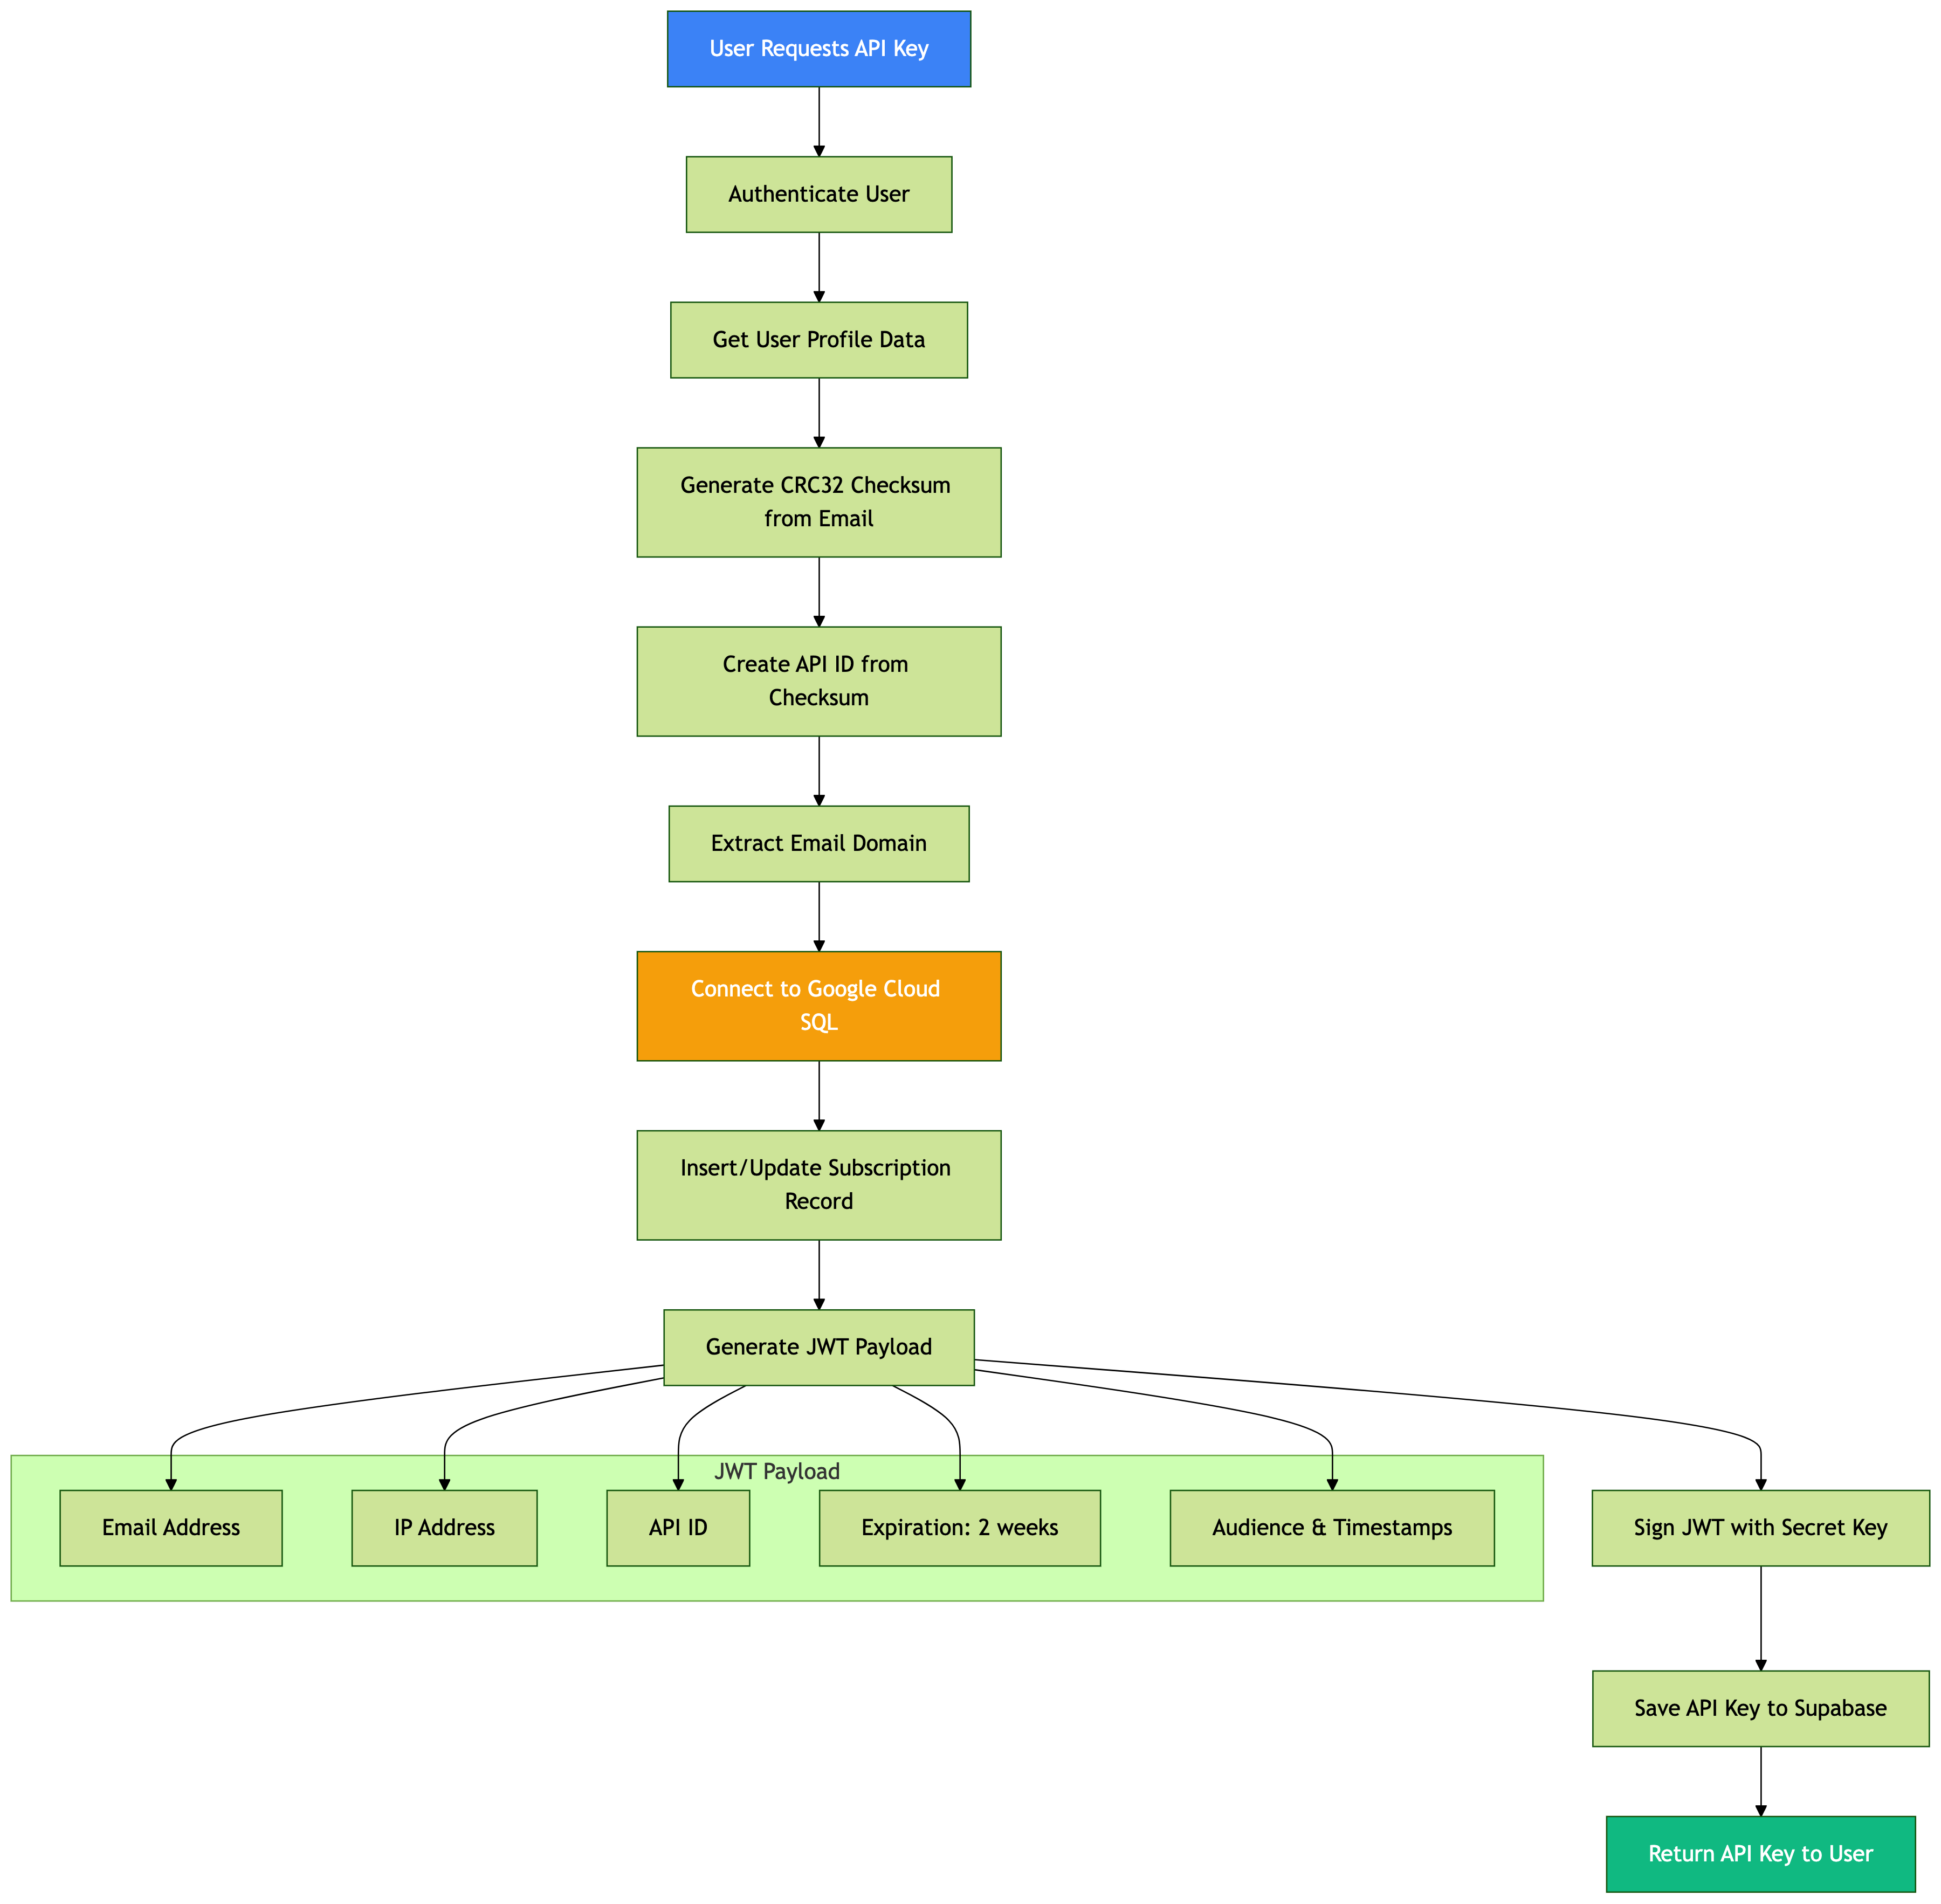 User Requests API Key
Authenticate User
Get User Profile Data
Generate CRC32 Checksum
from Email
Create API ID from
Checksum
Extract Email Domain
Connect to Google Cloud
SQL
Insert/Update Subscription
Record
Generate JWT Payload
JWT Payload
Email Address
IP Address
API ID
Expiration: 2 weeks
Audience & Timestamps
Sign JWT with Secret Key
Save API Key to Supabase
Return API Key to User